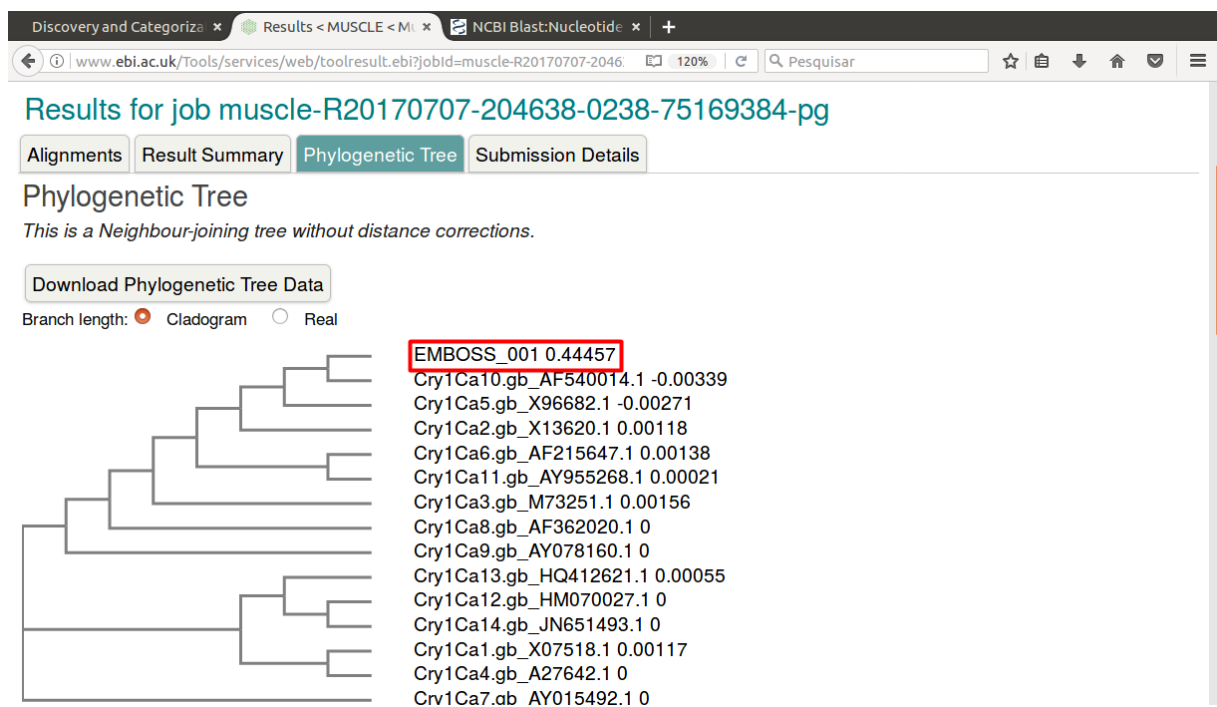 Discovery and Categoriza × Results < MUSCLE < Mu × NCBI Blast:Nucleotide × +
www.ebi.ac.uk/Tools/services/web/toolresult.ebi?jobId=muscle-R20170707-2046 120% Pesquisar
Results for job muscle-R20170707-204638-0238-75169384-pg
Alignments Result Summary Phylogenetic Tree Submission Details
Phylogenetic Tree
This is a Neighbour-joining tree without distance corrections.
Download Phylogenetic Tree Data
Branch length: Cladogram Real
EMBOSS_001 0.44457
Cry1Ca10.gb_AF540014.1 -0.00339
Cry1Ca5.gb_X96682.1 -0.00271
Cry1Ca2.gb_X13620.1 0.00118
Cry1Ca6.gb_AF215647.1 0.00138
Cry1Ca11.gb_AY955268.1 0.00021
Cry1Ca3.gb_M73251.1 0.00156
Cry1Ca8.gb_AF362020.1 0
Cry1Ca9.gb_AY078160.1 0
Cry1Ca13.gb_HQ412621.1 0.00055
Cry1Ca12.gb_HM070027.1 0
Cry1Ca14.gb_JN651493.1 0
Cry1Ca1.gb_X07518.1 0.00117
Cry1Ca4.gb_A27642.1 0
Cry1Ca7.gb_AY015492.1 0